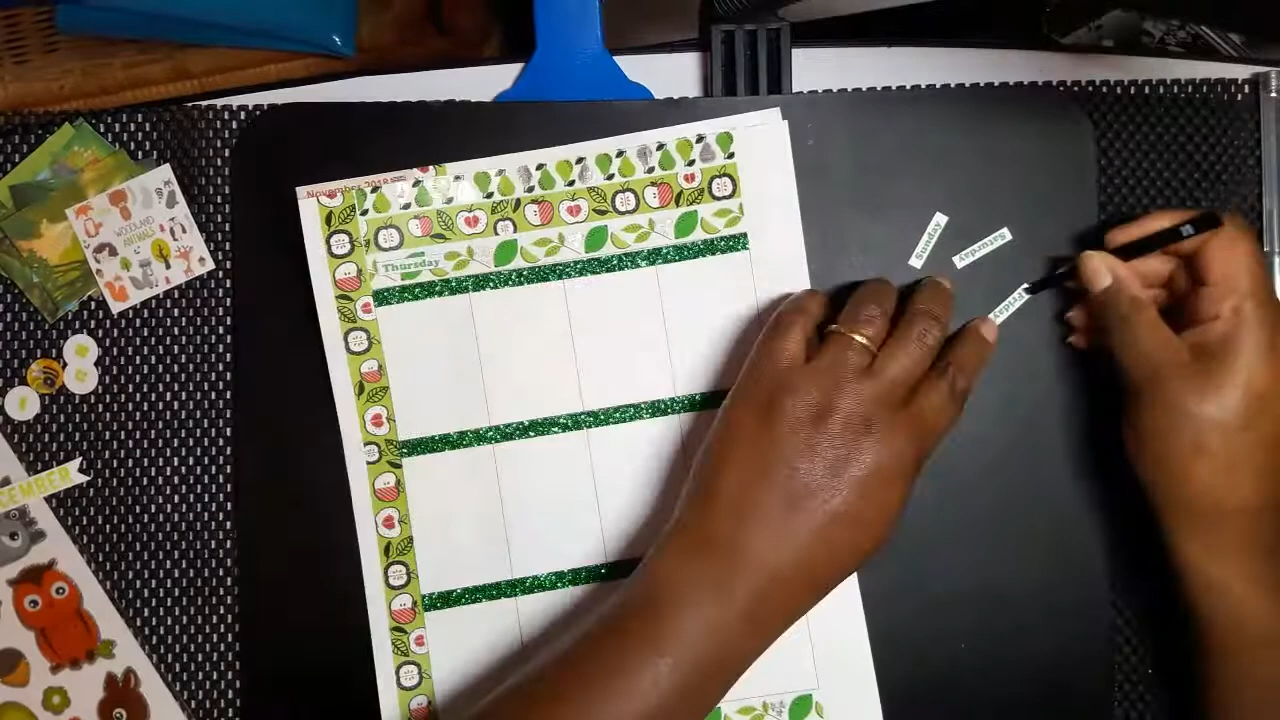 November 2018
Thursday
Sunday
Saturday
Friday
WOODLAND
ANIMALS
CEMBER